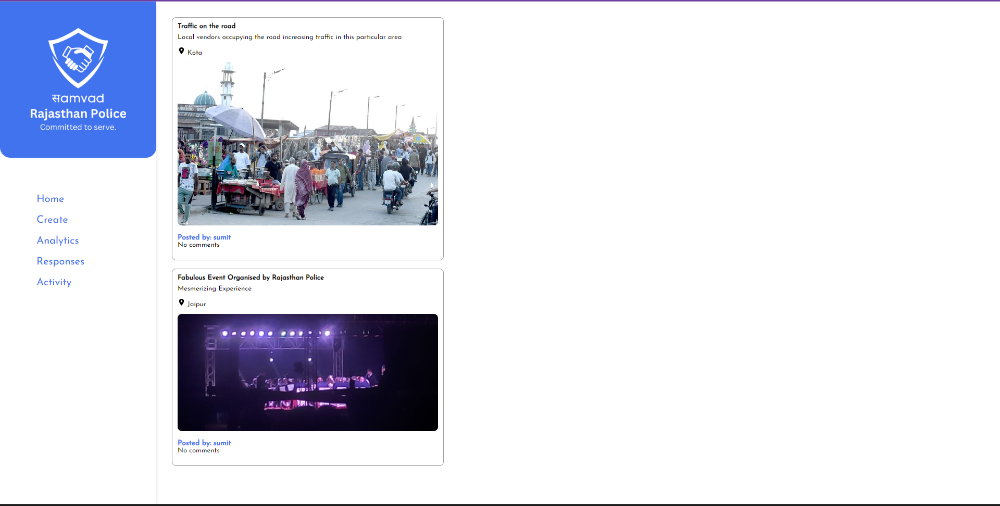 सamvad
Rajasthan Police
Committed to serve.
Home
Create
Analytics
Responses
Activity
Traffic on the road
Local vendors occupying the road increasing traffic in this particular area
Kota
Posted by: sumit
No comments
Fabulous Event Organised by Rajasthan Police
Mesmerizing Experience
Jaipur
Posted by: sumit
No comments